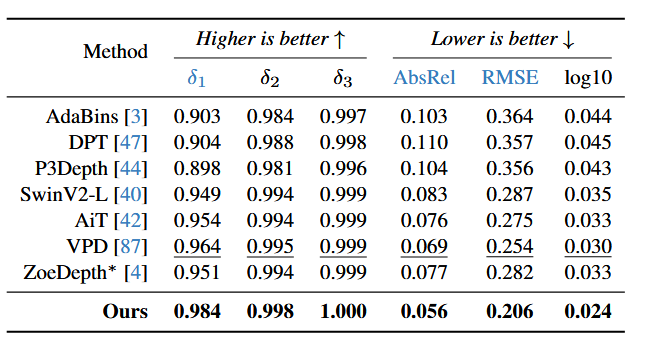 Method Higher is better ↑ Lower is better ↓
δ1 δ2 δ3 AbsRel RMSE log10
AdaBins [3] 0.903 0.984 0.997 0.103 0.364 0.044
DPT [47] 0.904 0.988 0.998 0.110 0.357 0.045
P3Depth [44] 0.898 0.981 0.996 0.104 0.356 0.043
SwinV2-L [40] 0.949 0.994 0.999 0.083 0.287 0.035
AiT [42] 0.954 0.994 0.999 0.076 0.275 0.033
VPD [87] 0.964 0.995 0.999 0.069 0.254 0.030
ZoeDepth* [4] 0.951 0.994 0.999 0.077 0.282 0.033
Ours 0.984 0.998 1.000 0.056 0.206 0.024